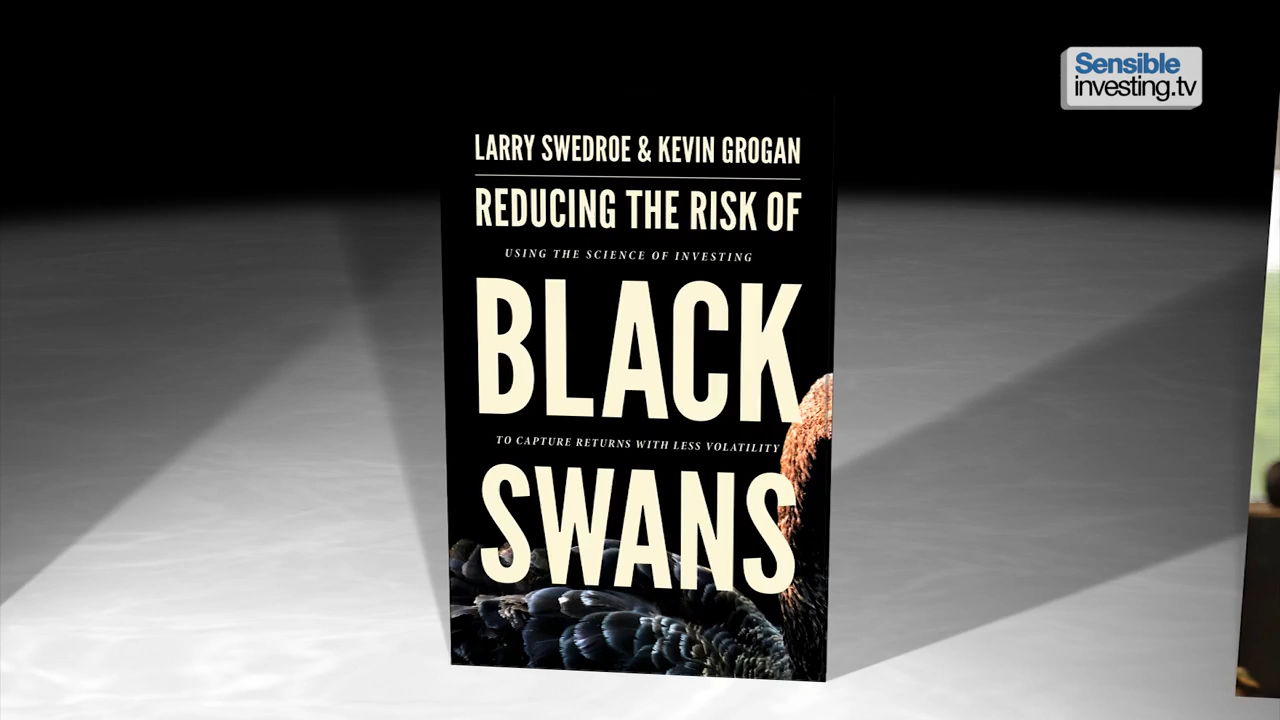 Sensible
investing.tv
LARRY SWEDROE & KEVIN GROGAN
REDUCING THE RISK OF
USING THE SCIENCE OF INVESTING
BLACK
TO CAPTURE RETURNS WITH LESS VOLATILITY
SWANS